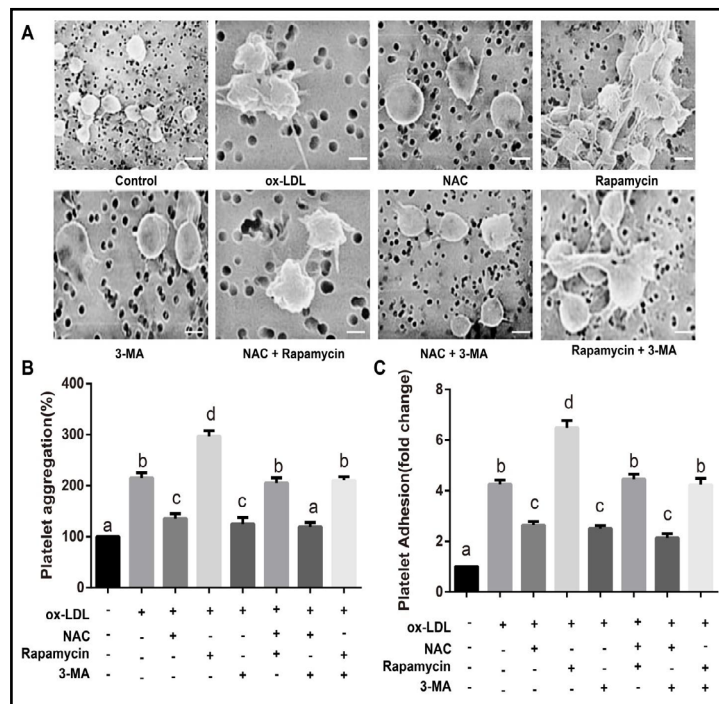 A
Control ox-LDL NAC Rapamycin
3-MA NAC + Rapamycin NAC + 3-MA Rapamycin + 3-MA
B
Platelet aggregation(%)
400
300
200
100
0
a b c d c b a b
ox-LDL - + + + + + + +
NAC - - + - - + + -
Rapamycin - - - + - + - +
3-MA - - - - + - + +
C
Platelet Adhesion(fold change)
8
6
4
2
0
a b c d c b c b
ox-LDL - + + + + + + +
NAC - - + - - + + -
Rapamycin - - - + - + - +
3-MA - - - - + - + +